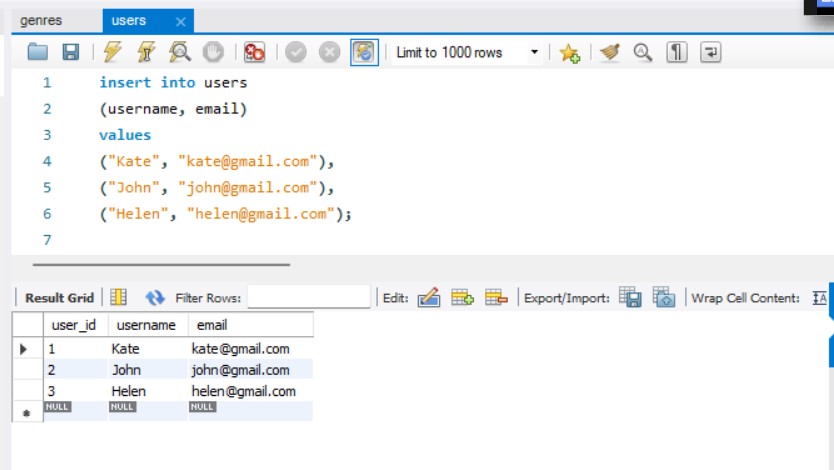 genres users
Limit to 1000 rows
1 insert into users
2 (username, email)
3 values
4 ("Kate", "kate@gmail.com"),
5 ("John", "john@gmail.com"),
6 ("Helen", "helen@gmail.com");
7
Result Grid Filter Rows: Edit: Export/Import: Wrap Cell Content:
user_id username email
1 Kate kate@gmail.com
2 John john@gmail.com
3 Helen helen@gmail.com
NULL NULL NULL